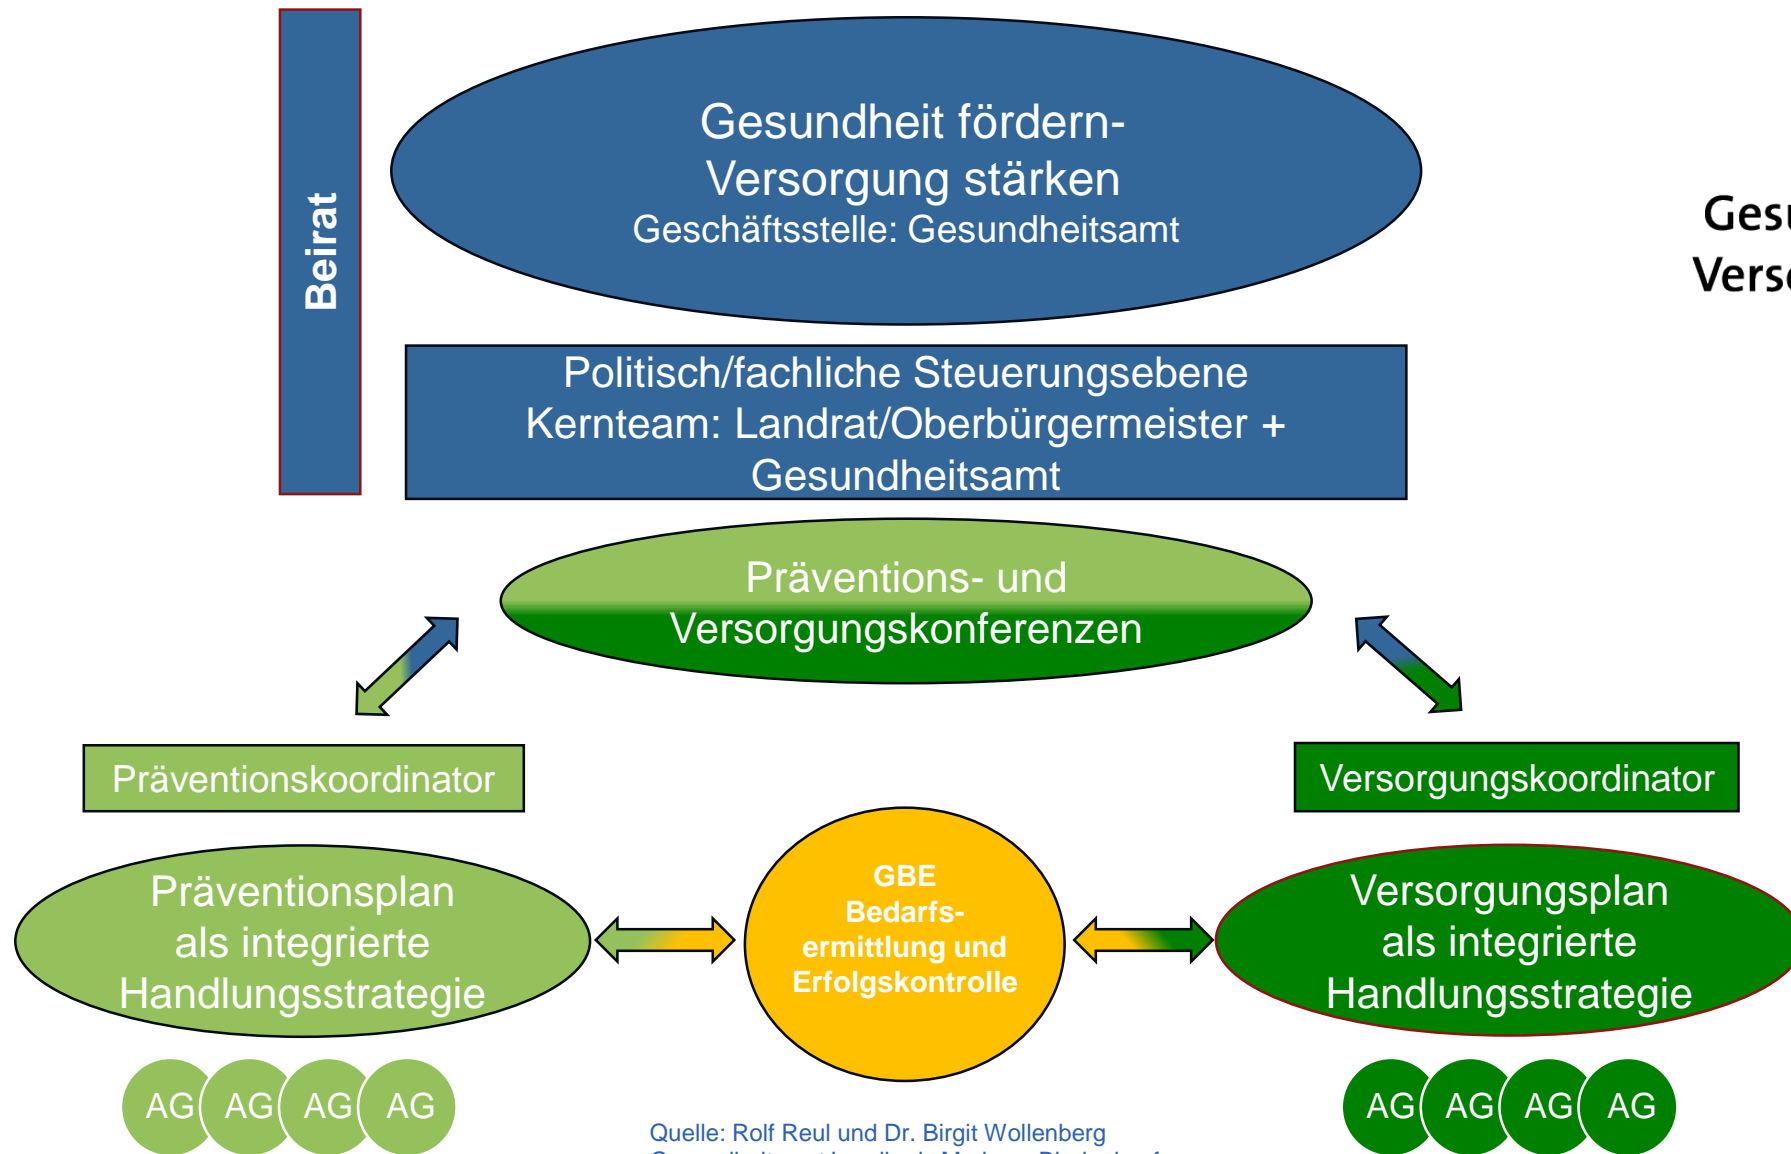 Beirat
Gesundheit fördern-
Versorgung stärken
Geschäftsstelle: Gesundheitsamt
Politisch/fachliche Steuerungsebene
Kernteam: Landrat/Oberbürgermeister +
Gesundheitsamt
Präventions- und
Versorgungskonferenzen
Präventionskoordinator
Versorgungskoordinator
Präventionsplan
als integrierte
Handlungsstrategie
GBE
Bedarfs-
ermittlung und
Erfolgskontrolle
Versorgungsplan
als integrierte
Handlungsstrategie
AG AG AG AG
AG AG AG AG
Quelle: Rolf Reul und Dr. Birgit Wollenberg